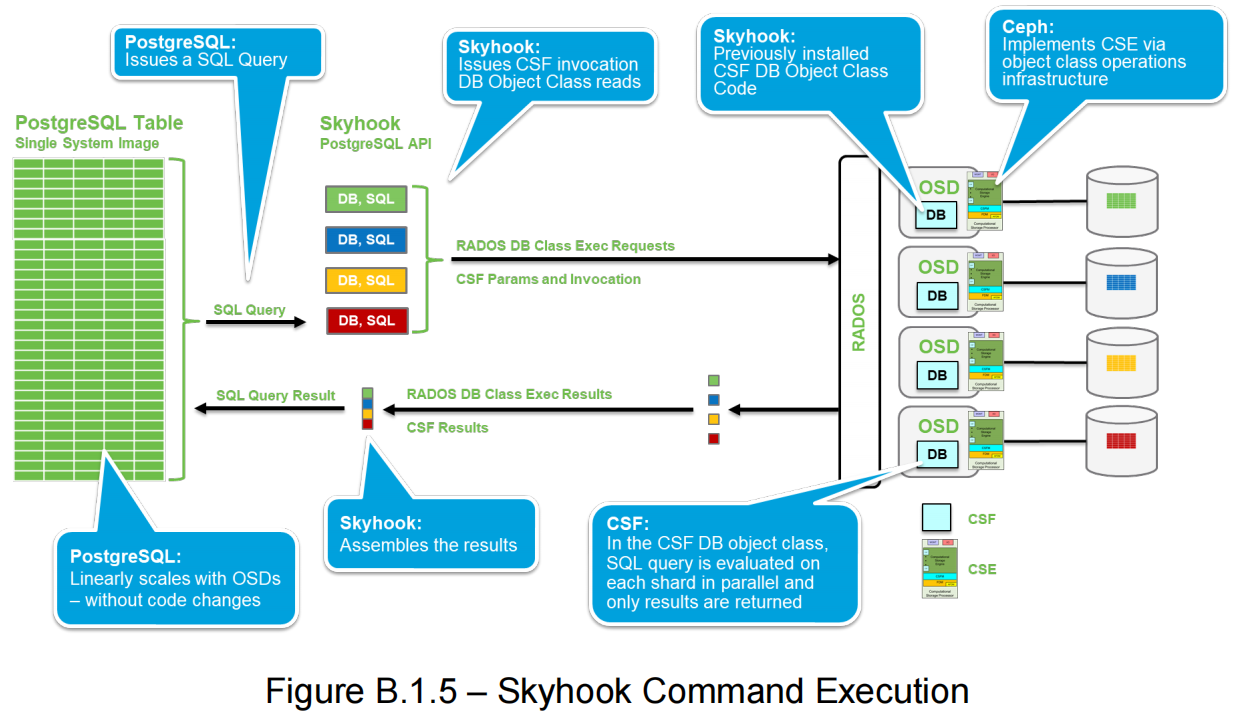 PostgreSQL:
Issues a SQL Query
Skyhook:
Issues CSF invocation
DB Object Class reads
Skyhook:
Previously installed
CSF DB Object Class
Code
Ceph:
Implements CSE via
object class operations
infrastructure
PostgreSQL Table
Single System Image
Skyhook
PostgreSQL API
DB, SQL
DB, SQL
DB, SQL
DB, SQL
SQL Query
RADOS DB Class Exec Requests
CSF Params and Invocation
RADOS
OSD
DB
OSD
DB
OSD
DB
OSD
DB
SQL Query Result
RADOS DB Class Exec Results
CSF Results
PostgreSQL:
Linearly scales with OSDs
– without code changes
Skyhook:
Assembles the results
CSF:
In the CSF DB object class,
SQL query is evaluated on
each shard in parallel and
only results are returned
CSF
CSE
Computational
Storage
Engine
Computational
Storage Processor
Figure B.1.5 – Skyhook Command Execution